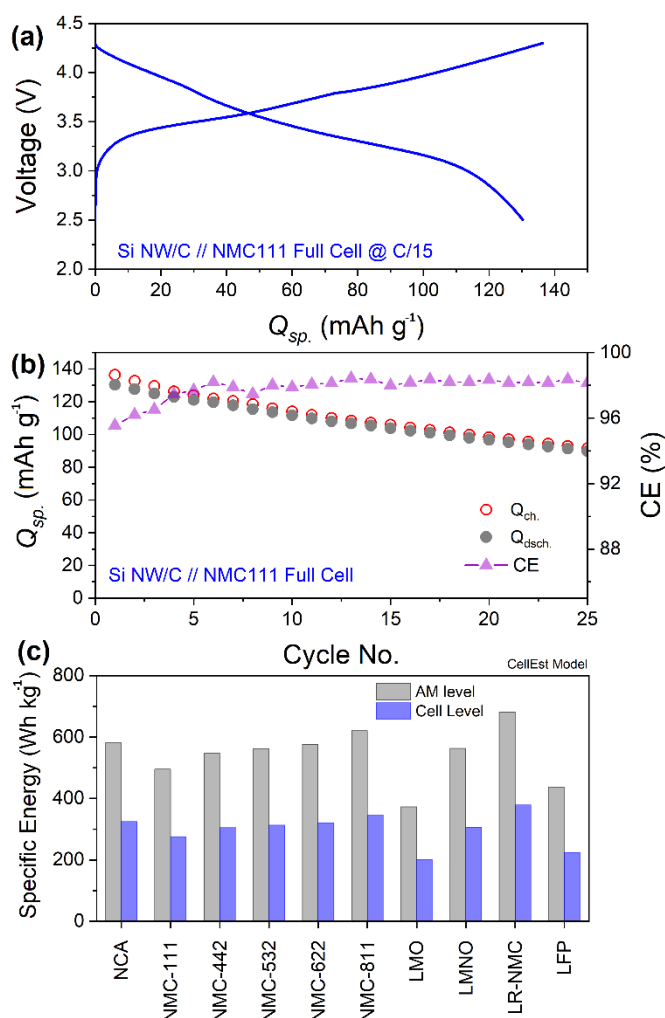 (a)
4.5
4.0
3.5
3.0
2.5
2.0
Voltage (V)
Si NW/C // NMC111 Full Cell @ C/15
0 20 40 60 80 100 120 140
Qsp. (mAh g-1)
(b)
140
120
100
80
60
40
20
0
Qsp. (mAh g-1)
100
98
96
94
92
88
CE (%)
Qch.
Qdsch.
CE
Si NW/C // NMC111 Full Cell
0 5 10 15 20 25
Cycle No.
(c)
CellEst Model
800
600
400
200
0
Specific Energy (Wh kg-1)
AM level
Cell Level
NCA
NMC-111
NMC-442
NMC-532
NMC-622
NMC-811
LMO
LMNO
LR-NMC
LFP